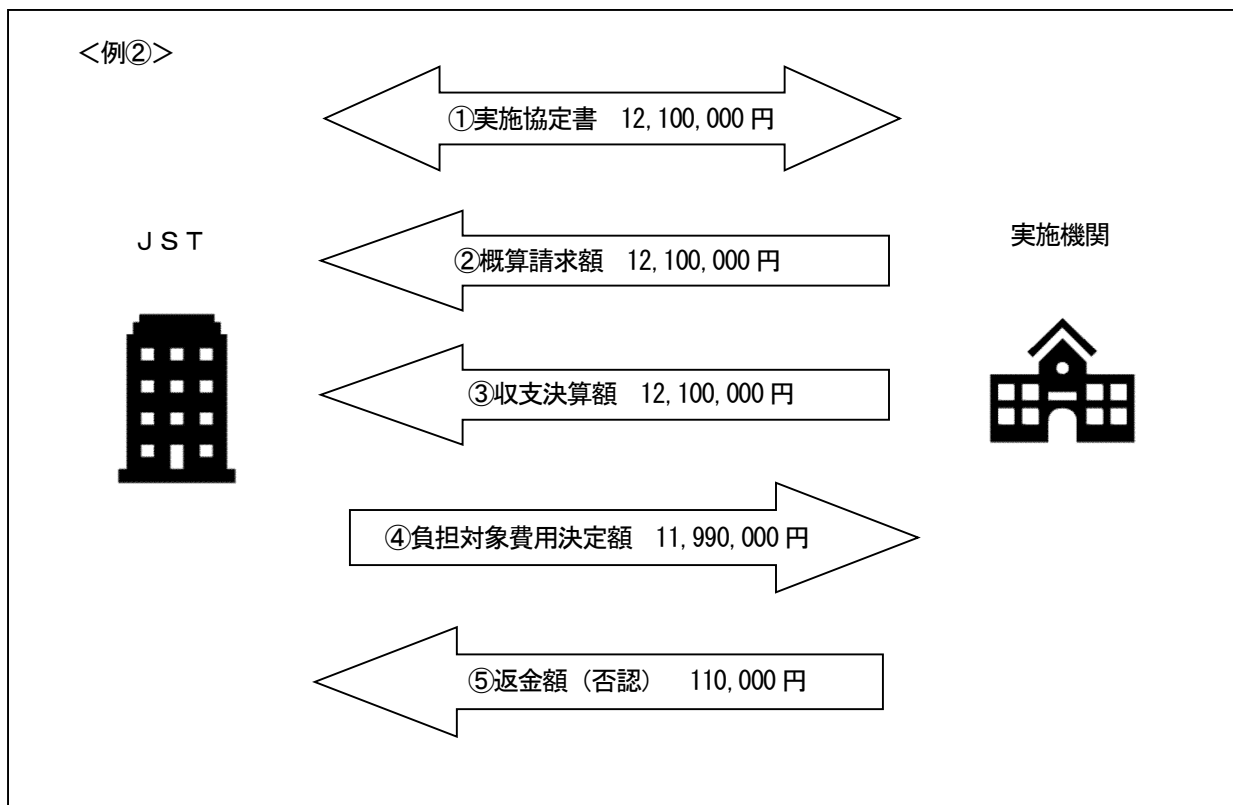 ＜例②＞
①実施協定書　12,100,000 円
ＪＳＴ
実施機関
②概算請求額　12,100,000 円
③収支決算額　12,100,000 円
④負担対象費用決定額　11,990,000 円
⑤返金額（否認）　110,000 円